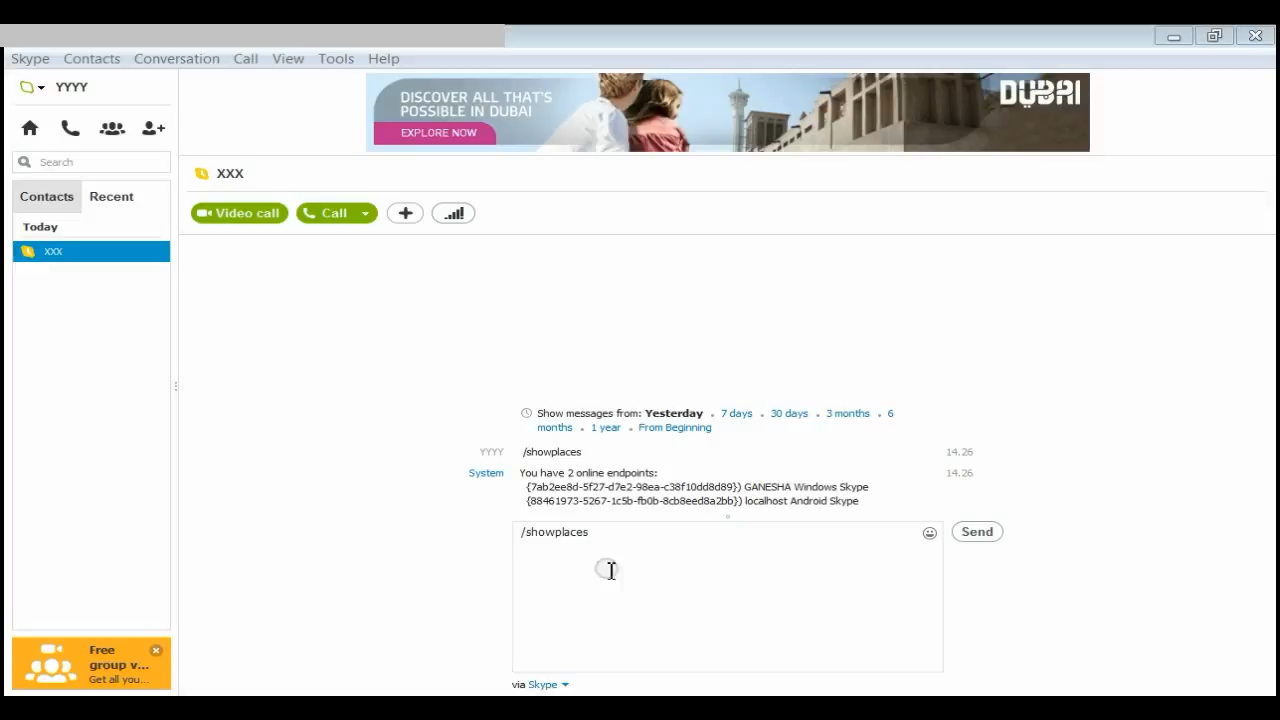 Skype Contacts Conversation Call View Tools Help
YYYY
DISCOVER ALL THAT'S
POSSIBLE IN DUBAI
EXPLORE NOW
DUBAI
Search
XXX
Contacts Recent
Video call Call
Today
xxx
Show messages from: Yesterday . 7 days . 30 days . 3 months . 6
months . 1 year . From Beginning
YYYY /showplaces 14.26
System You have 2 online endpoints: 14.26
{7ab2ee8d-5f27-d7e2-98ea-c38f10dd8d89}) GANESHA Windows Skype
{88461973-5267-1c5b-fb0b-8cb8eed8a2bb}) localhost Android Skype
/showplaces Send
Free
group v...
Get all you...
via Skype